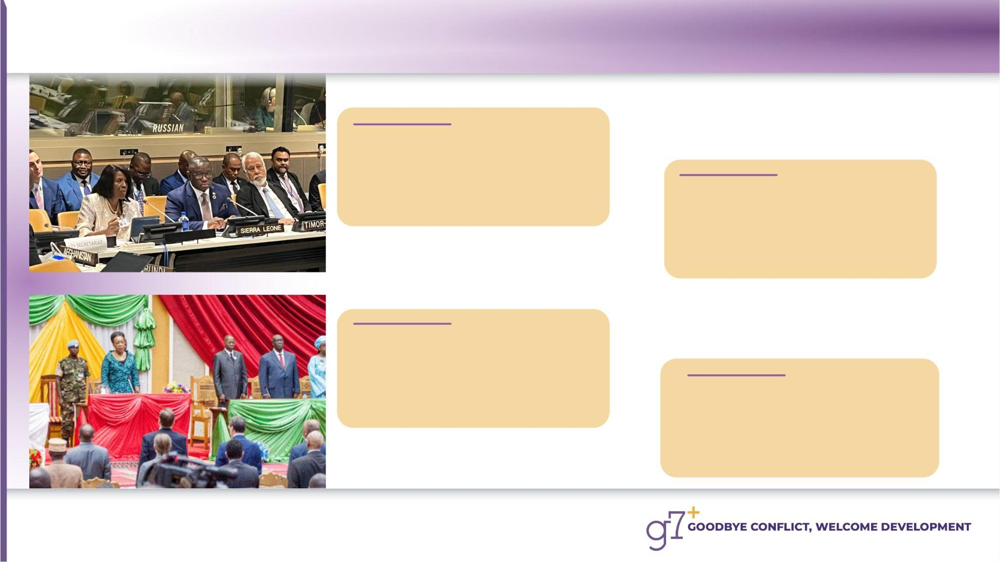 RUSSIAN
SIERRA LEONE
TIMOR-
g7+ SECRETARIAT
AFGHANISTAN
g7+
GOODBYE CONFLICT, WELCOME DEVELOPMENT